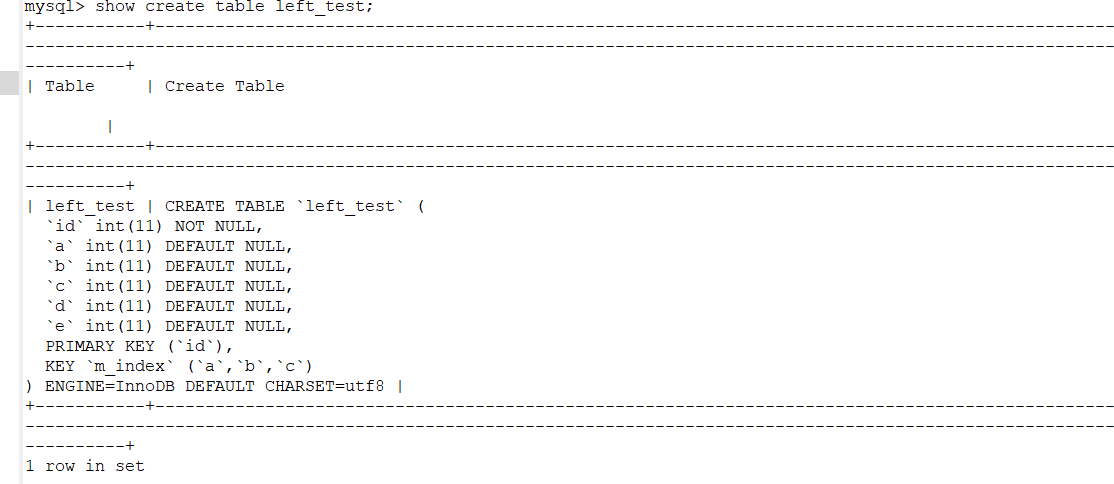 mysql> show create table left_test;
+-----------+-------------------------------------------------------------------------------------------------
-------------------------------------------------------------------------------------------------------------
----------+
| Table     | Create Table
        |
+-----------+-------------------------------------------------------------------------------------------------
-------------------------------------------------------------------------------------------------------------
----------+
| left_test | CREATE TABLE `left_test` (
  `id` int(11) NOT NULL,
  `a` int(11) DEFAULT NULL,
  `b` int(11) DEFAULT NULL,
  `c` int(11) DEFAULT NULL,
  `d` int(11) DEFAULT NULL,
  `e` int(11) DEFAULT NULL,
  PRIMARY KEY (`id`),
  KEY `m_index` (`a`,`b`,`c`)
) ENGINE=InnoDB DEFAULT CHARSET=utf8 |
+-----------+-------------------------------------------------------------------------------------------------
-------------------------------------------------------------------------------------------------------------
----------+
1 row in set